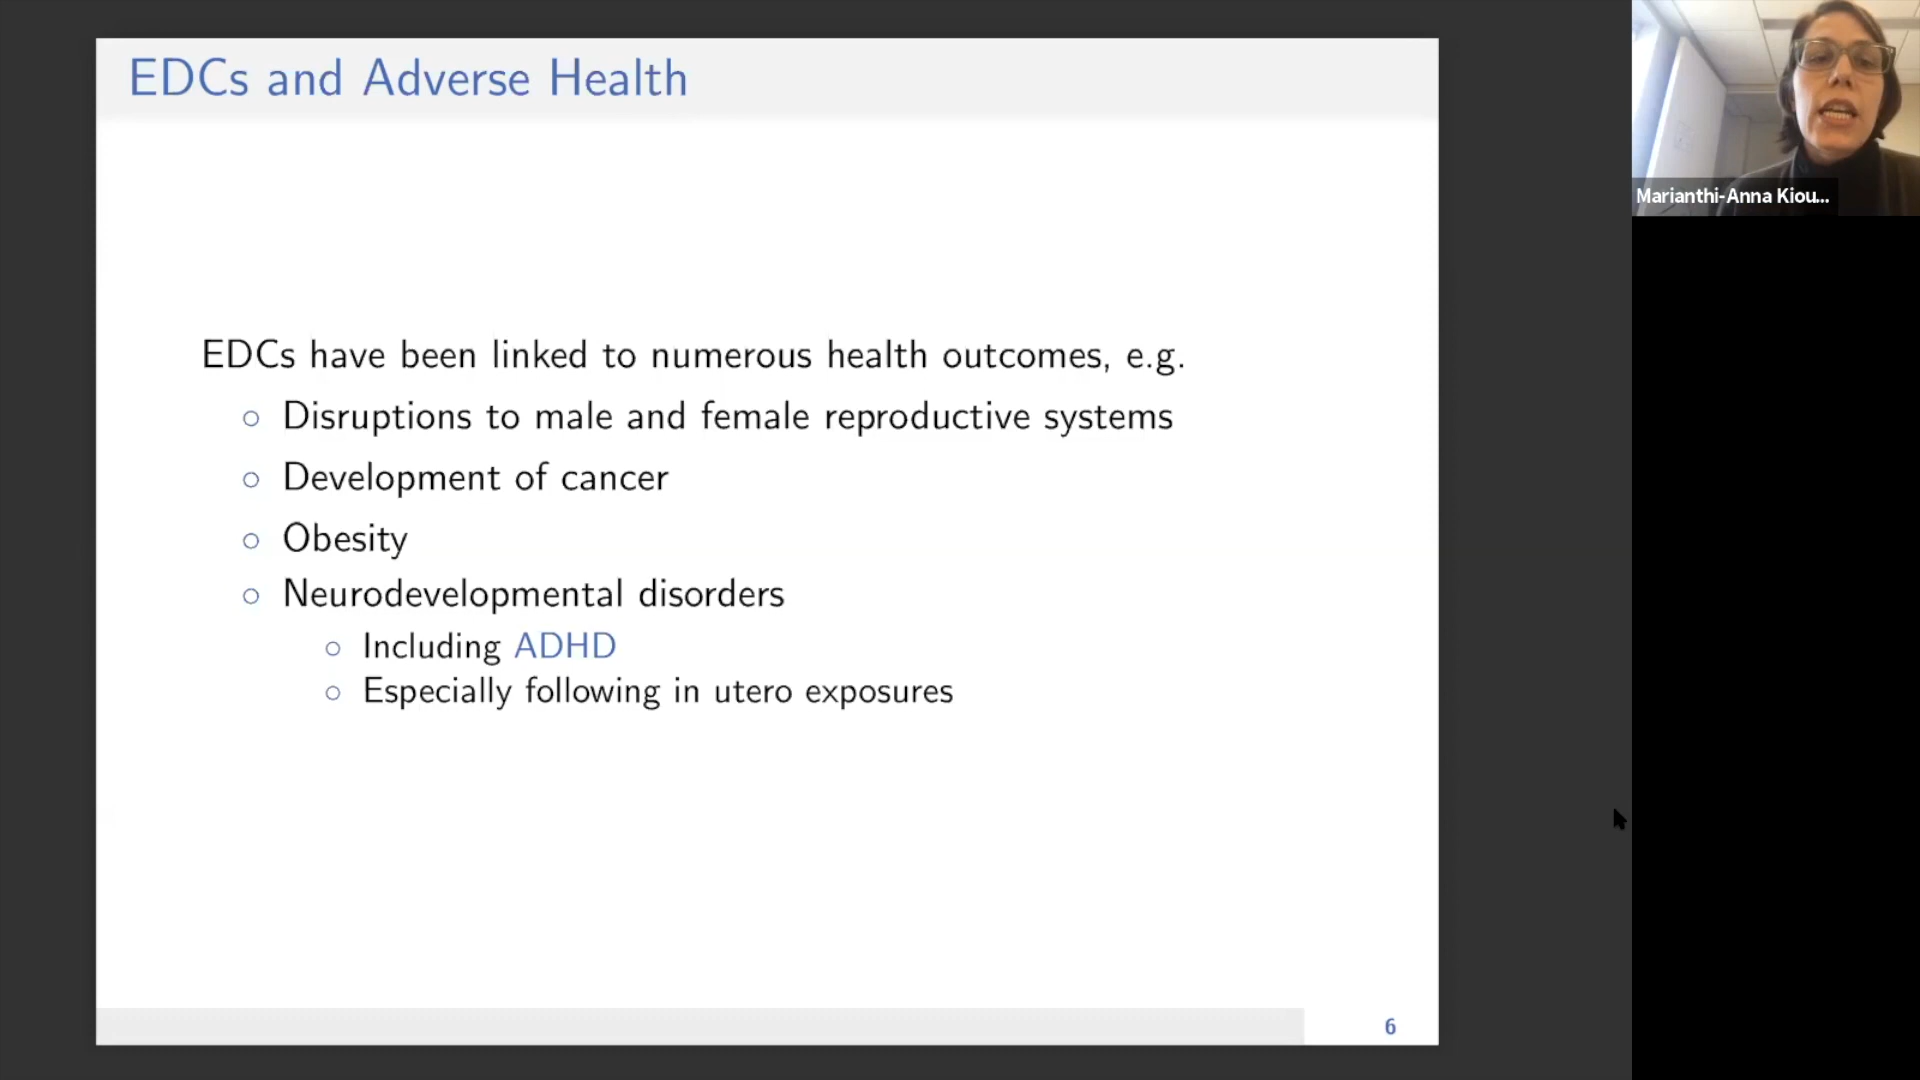 EDCs and Adverse Health
Marianthi-Anna Kiou...
EDCs have been linked to numerous health outcomes, e.g.
Disruptions to male and female reproductive systems
Development of cancer
Obesity
Neurodevelopmental disorders
Including ADHD
Especially following in utero exposures
6